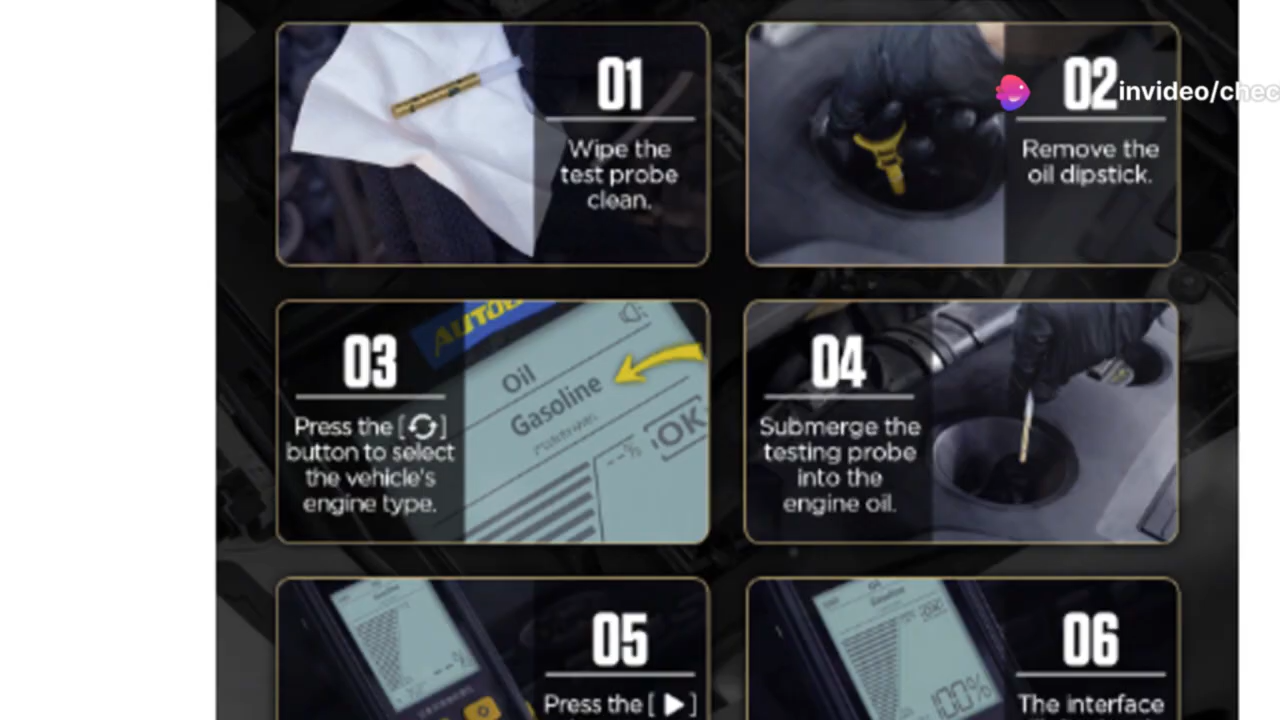 01
Wipe the
test probe
clean.
02
invideo/chec
Remove the
oil dipstick.
03
Press the [ ]
button to select
the vehicle's
engine type.
Oil
Gasoline
OK
04
Submerge the
testing probe
into the
engine oil.
05
Press the [ ▶ ]
06
The interface
100%